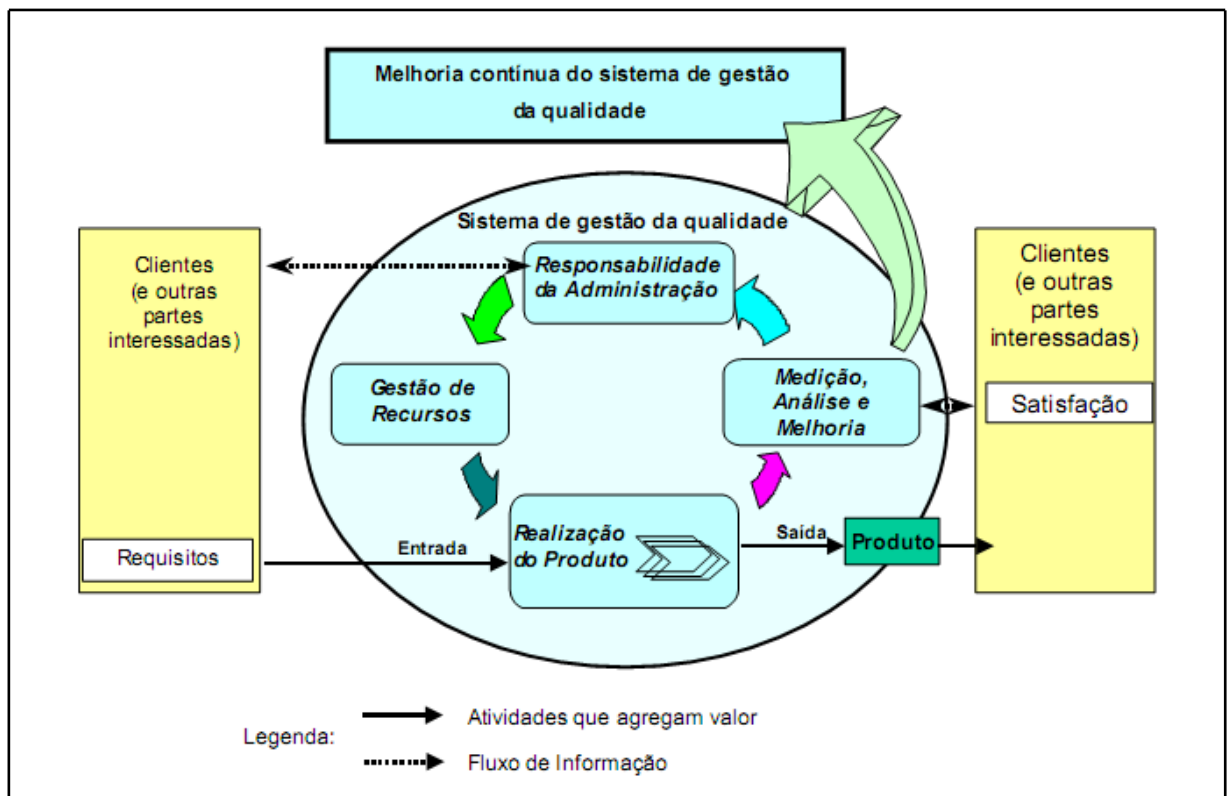 Melhoria contínua do sistema de gestão
da qualidade
Sistema de gestão da qualidade
Clientes
(e outras
partes
interessadas)
Responsabilidade
da Administração
Clientes
(e outras
partes
interessadas)
Gestão de
Recursos
Medição,
Análise e
Melhoria
Satisfação
Requisitos
Entrada
Realização
do Produto
Saída
Produto
Legenda:
Atividades que agregam valor
Fluxo de Informação